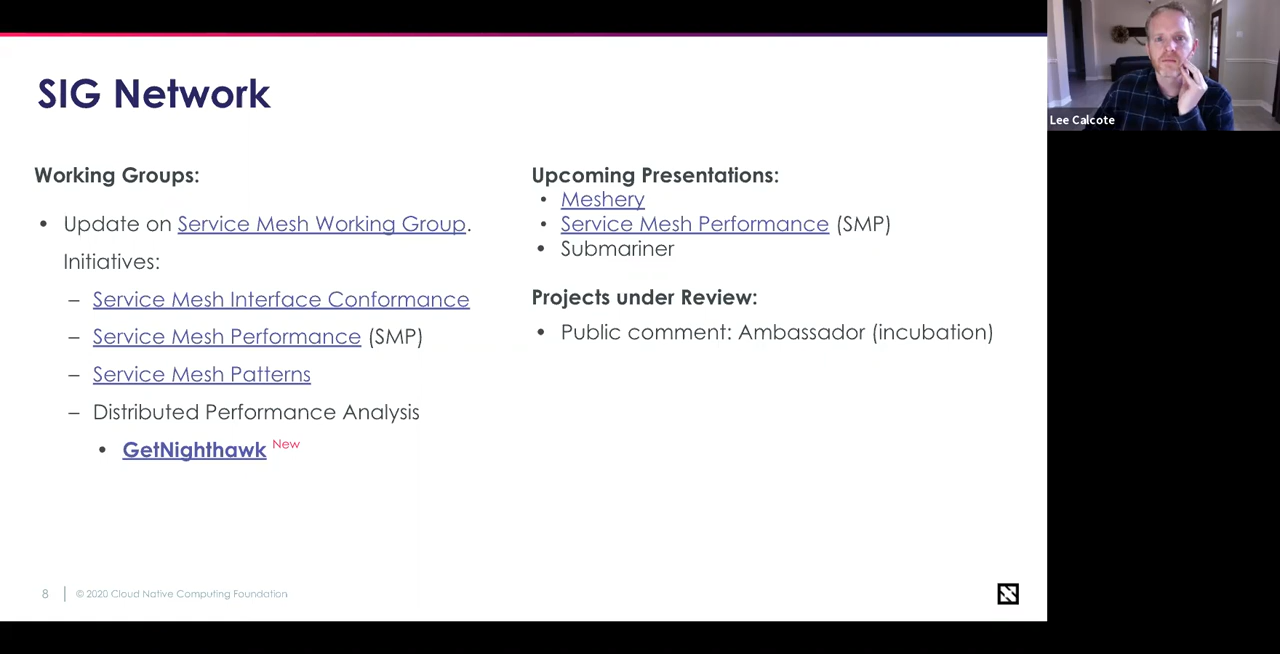 SIG Network
Working Groups:
• Update on Service Mesh Working Group.
Initiatives:
– Service Mesh Interface Conformance
– Service Mesh Performance (SMP)
– Service Mesh Patterns
– Distributed Performance Analysis
• GetNighthawk New
Upcoming Presentations:
• Meshery
• Service Mesh Performance (SMP)
• Submariner
Projects under Review:
• Public comment: Ambassador (incubation)
8
© 2020 Cloud Native Computing Foundation
Lee Calcote